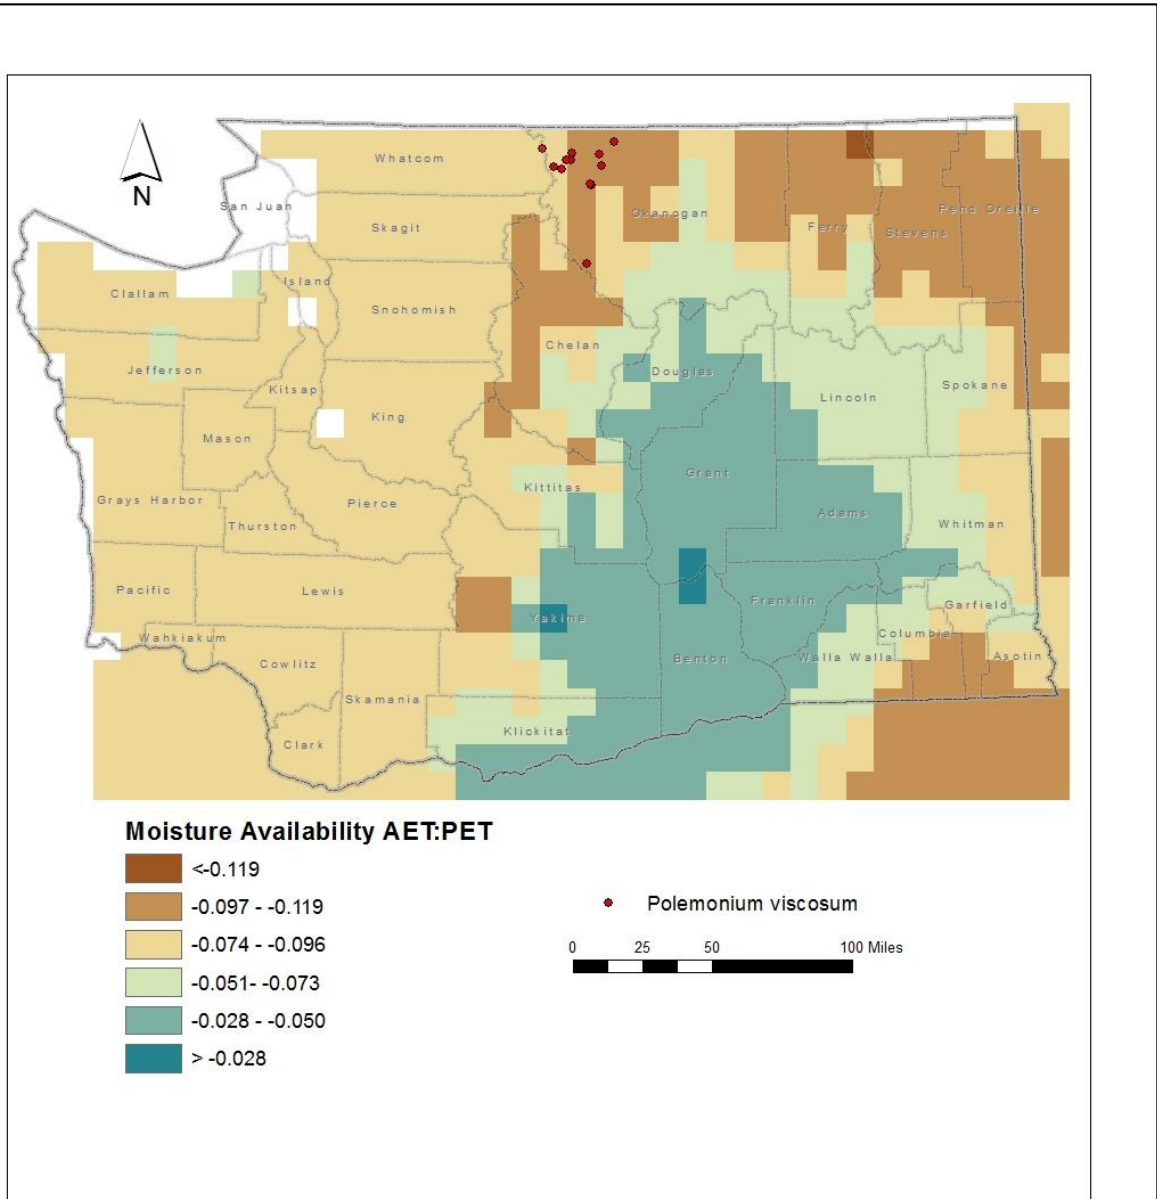 Whatcom
San Juan
Skagit
Okanogan
Pend Oreille
Ferry
Stevens
N
Island
Clallam
Snohomish
Chelan
Jefferson
Douglas
Kitsap
Spokane
King
Lincoln
Mason
Grant
Kittitas
Grays Harbor
Pierce
Adams
Thurston
Whitman
Pacific
Lewis
Franklin
Garfield
Yakima
Wahkiakum
Columbia
Cowlitz
Benton
Walla Walla
Asotin
Skamania
Klickitat
Clark
Moisture Availability AET:PET
<-0.119
-0.097 - -0.119
-0.074 - -0.096
-0.051- -0.073
-0.028 - -0.050
> -0.028
Polemonium viscosum
0 25 50 100 Miles